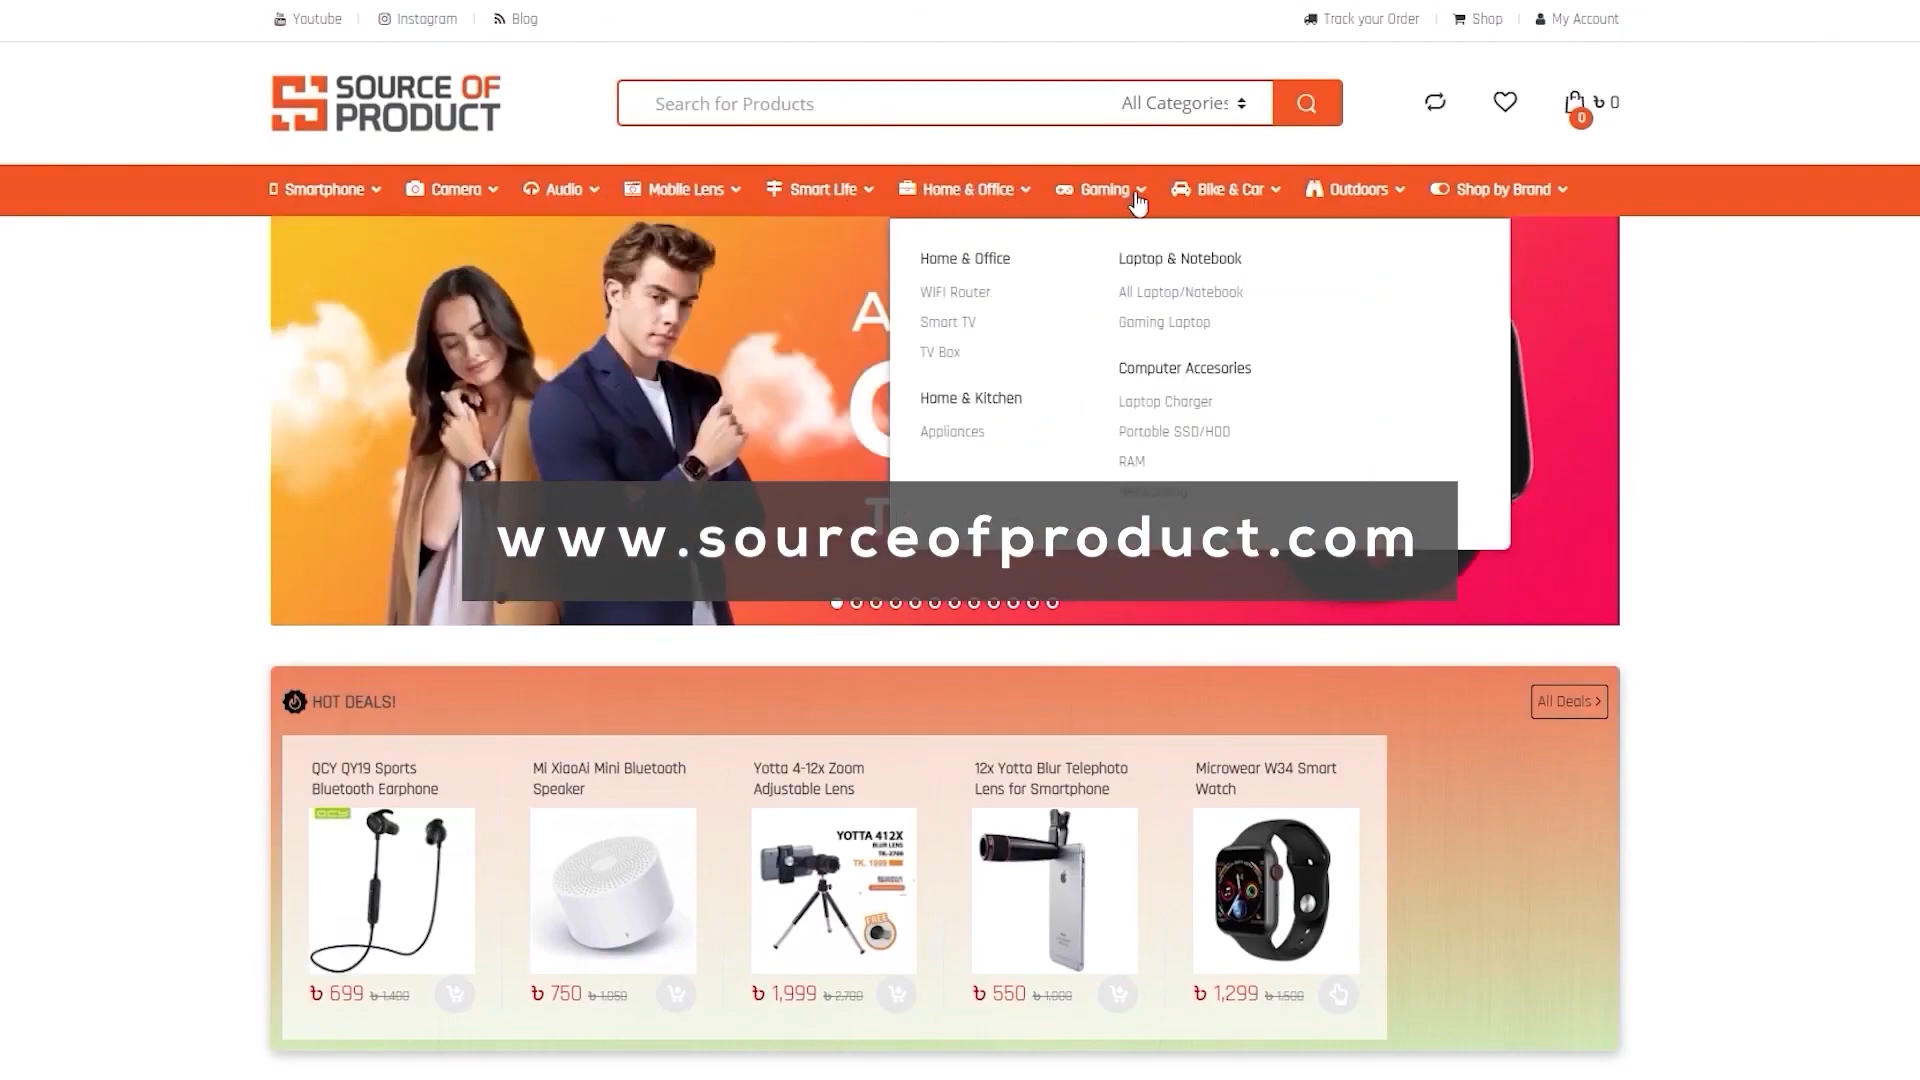 Youtube
Instagram
Blog
Track your Order
Shop
My Account
SOURCE OF
PRODUCT
Search for Products
All Categories
৳ 0
0
Smartphone
Camera
Audio
Mobile Lens
Smart Life
Home & Office
Gaming
Bike & Car
Outdoors
Shop by Brand
Home & Office
WIFI Router
Smart TV
TV Box
Home & Kitchen
Appliances
Laptop & Notebook
All Laptop/Notebook
Gaming Laptop
Computer Accesories
Laptop Charger
Portable SSD/HDD
RAM
www.sourceofproduct.com
HOT DEALS!
All Deals
QCY QY19 Sports
Bluetooth Earphone
৳ 699 ৳ 1,400
Mi XiaoAi Mini Bluetooth
Speaker
৳ 750 ৳ 1,050
Yotta 4-12x Zoom
Adjustable Lens
YOTTA 412X
BLUR LENS
TK-2700
TK. 1999
FREE
৳ 1,999 ৳ 2,700
12x Yotta Blur Telephoto
Lens for Smartphone
৳ 550 ৳ 1,000
Microwear W34 Smart
Watch
৳ 1,299 ৳ 1,500